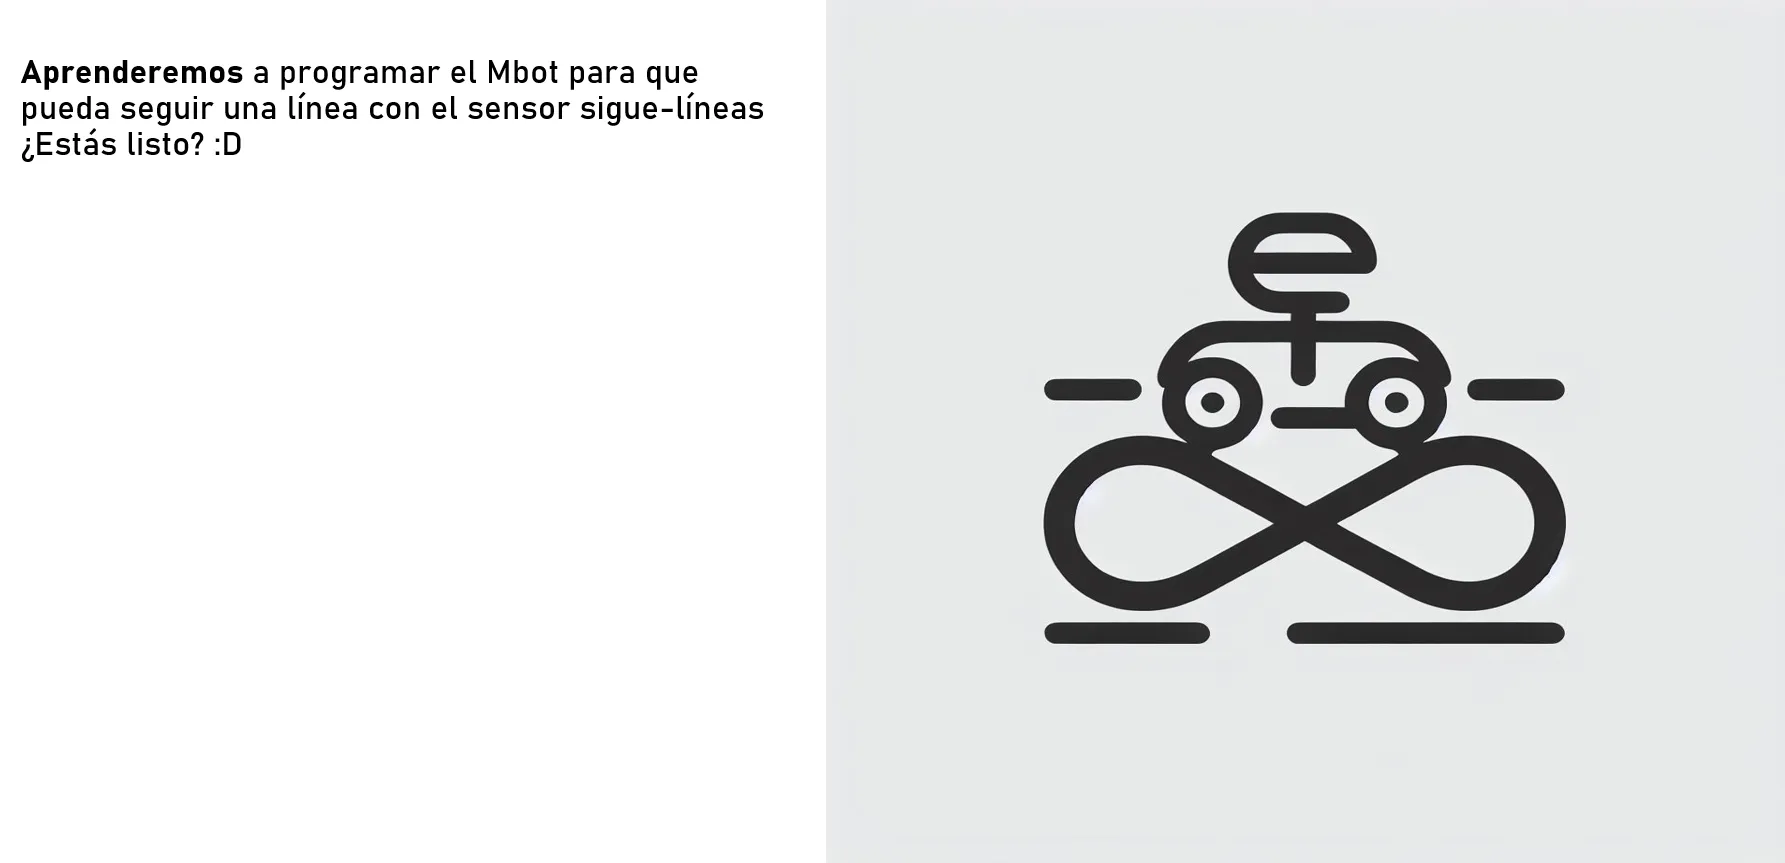 Aprenderemos a programar el Mbot para que
pueda seguir una línea con el sensor sigue-líneas
¿Estás listo? :D